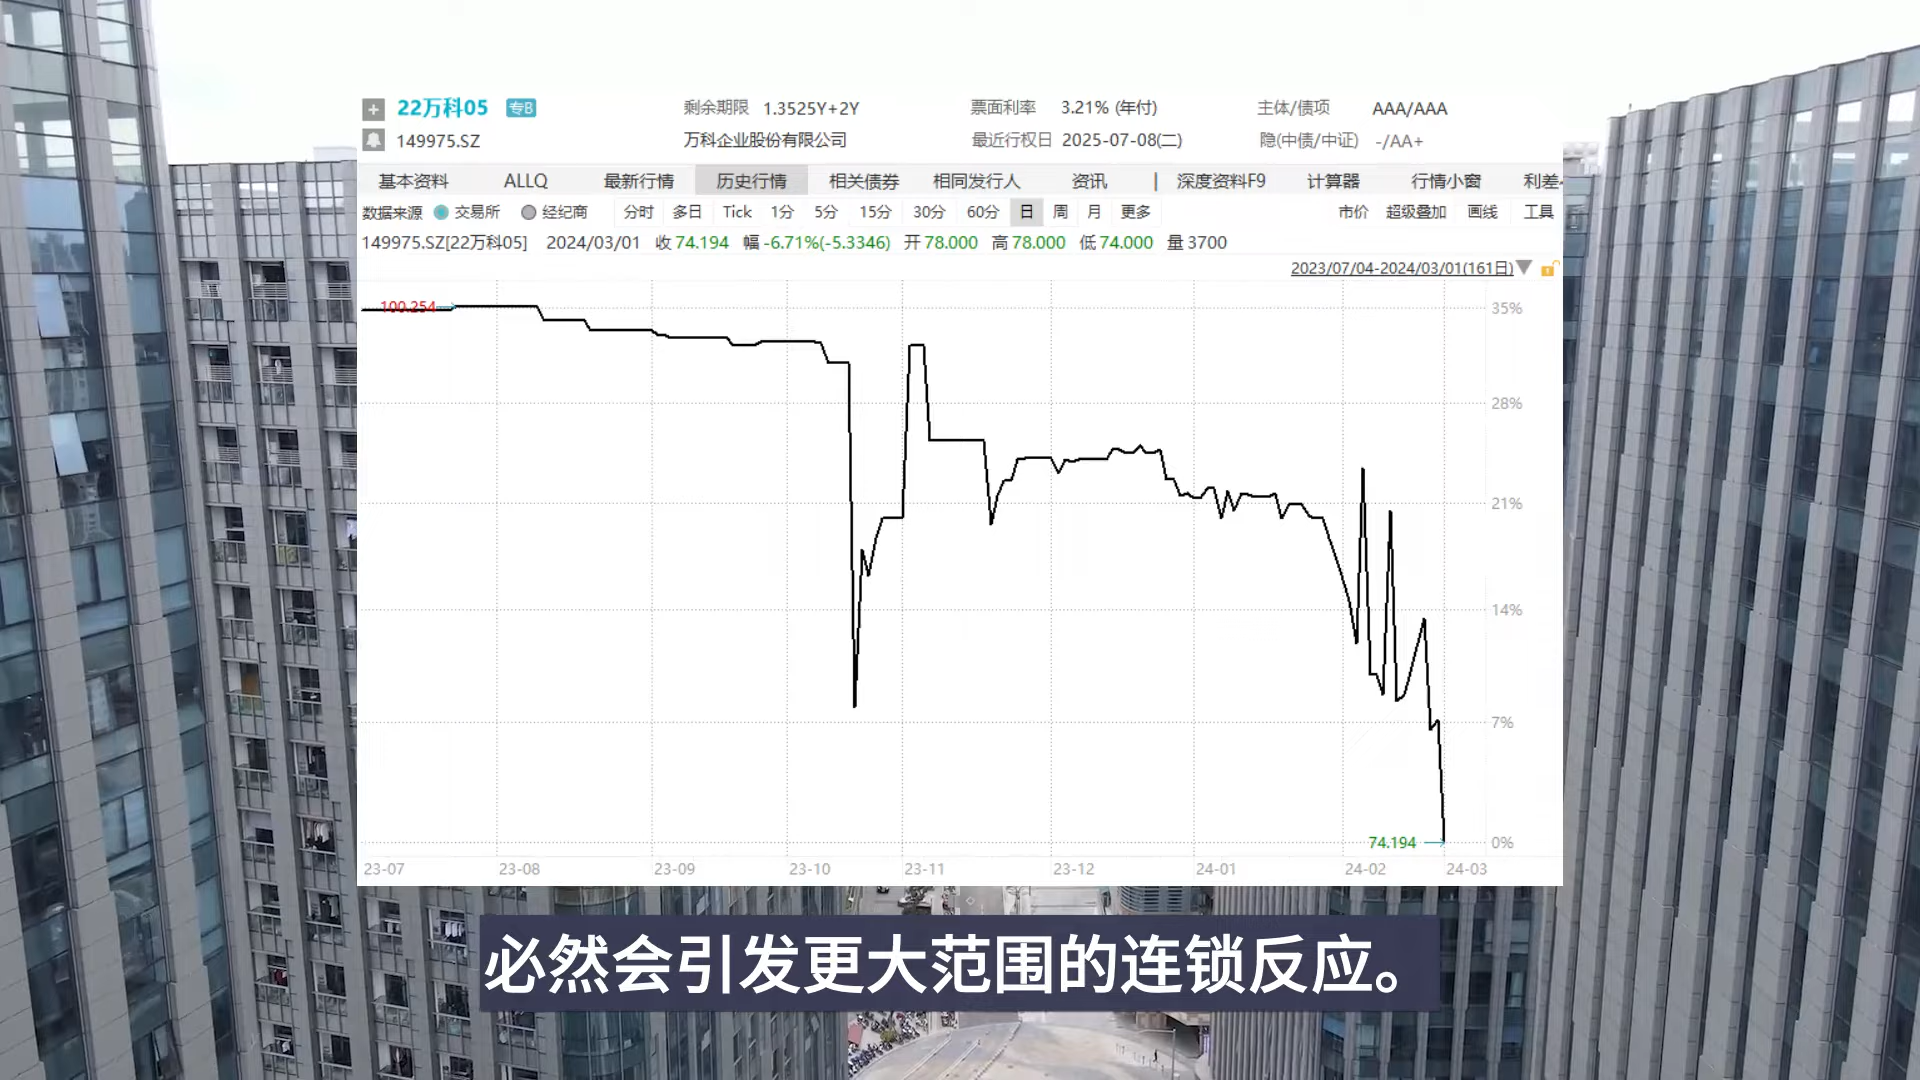 22万科05 专B 剩余期限 1.3525Y+2Y 票面利率 3.21% (年付) 主体/债项 AAA/AAA
149975.SZ 万科企业股份有限公司 最近行权日 2025-07-08(二) 隐(中债/中证) -/AA+
基本资料 ALLQ 最新行情 历史行情 相关债券 相同发行人 资讯 | 深度资料F9 计算器 行情小窗 利差
数据来源 交易所 经纪商 分时 多日 Tick 1分 5分 15分 30分 60分 日 周 月 更多 市价 超级叠加 画线 工具
149975.SZ[22万科05] 2024/03/01 收 74.194 幅 -6.71%(-5.3346) 开 78.000 高 78.000 低 74.000 量 3700
2023/07/04-2024/03/01(161日)
100.254
35%
28%
21%
14%
7%
74.194
0%
23-07 23-08 23-09 23-10 23-11 23-12 24-01 24-02 24-03
必然会引发更大范围的连锁反应。